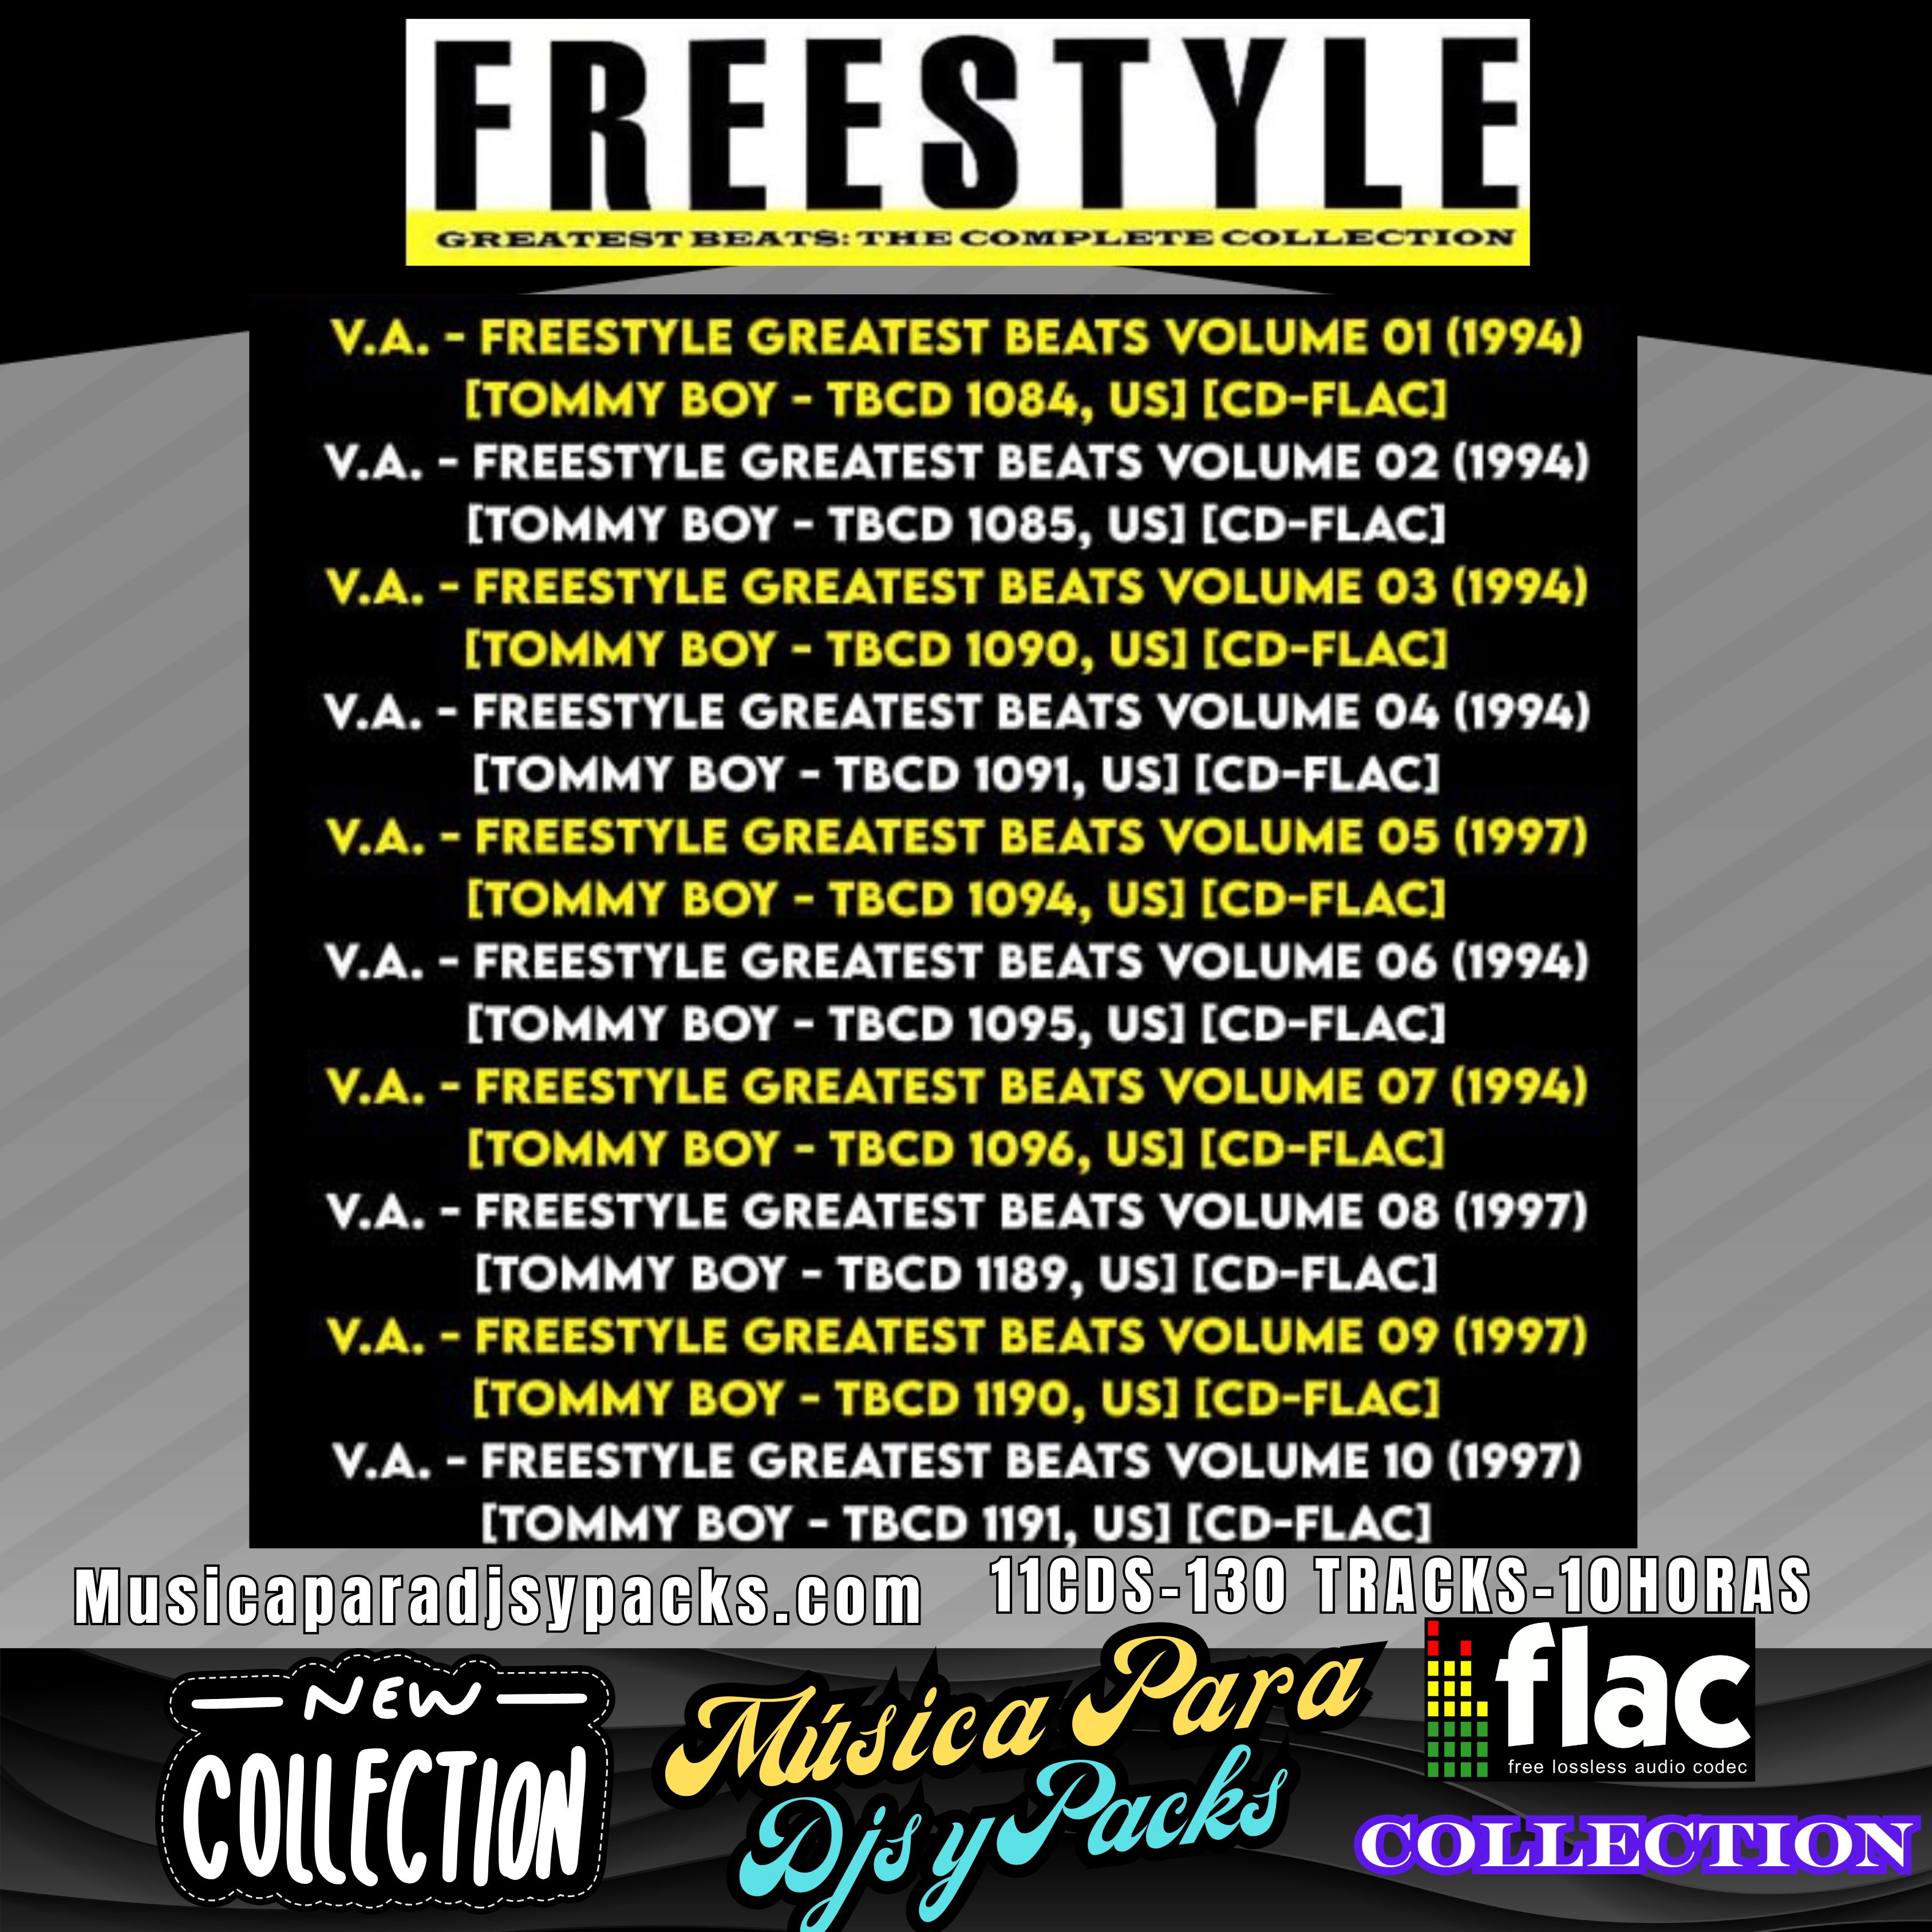 FREESTYLE
GREATEST BEATS: THE COMPLETE COLLECTION
V.A. - FREESTYLE GREATEST BEATS VOLUME 01 (1994)
[TOMMY BOY - TBCD 1084, US] [CD-FLAC]
V.A. - FREESTYLE GREATEST BEATS VOLUME 02 (1994)
[TOMMY BOY - TBCD 1085, US] [CD-FLAC]
V.A. - FREESTYLE GREATEST BEATS VOLUME 03 (1994)
[TOMMY BOY - TBCD 1090, US] [CD-FLAC]
V.A. - FREESTYLE GREATEST BEATS VOLUME 04 (1994)
[TOMMY BOY - TBCD 1091, US] [CD-FLAC]
V.A. - FREESTYLE GREATEST BEATS VOLUME 05 (1997)
[TOMMY BOY - TBCD 1094, US] [CD-FLAC]
V.A. - FREESTYLE GREATEST BEATS VOLUME 06 (1994)
[TOMMY BOY - TBCD 1095, US] [CD-FLAC]
V.A. - FREESTYLE GREATEST BEATS VOLUME 07 (1994)
[TOMMY BOY - TBCD 1096, US] [CD-FLAC]
V.A. - FREESTYLE GREATEST BEATS VOLUME 08 (1997)
[TOMMY BOY - TBCD 1189, US] [CD-FLAC]
V.A. - FREESTYLE GREATEST BEATS VOLUME 09 (1997)
[TOMMY BOY - TBCD 1190, US] [CD-FLAC]
V.A. - FREESTYLE GREATEST BEATS VOLUME 10 (1997)
[TOMMY BOY - TBCD 1191, US] [CD-FLAC]
Musicaparadjsypacks.com
11CDS-130 TRACKS-10HORAS
NEW
COLLECTION
Música Para
Djs y Packs
flac
free lossless audio codec
COLLECTION